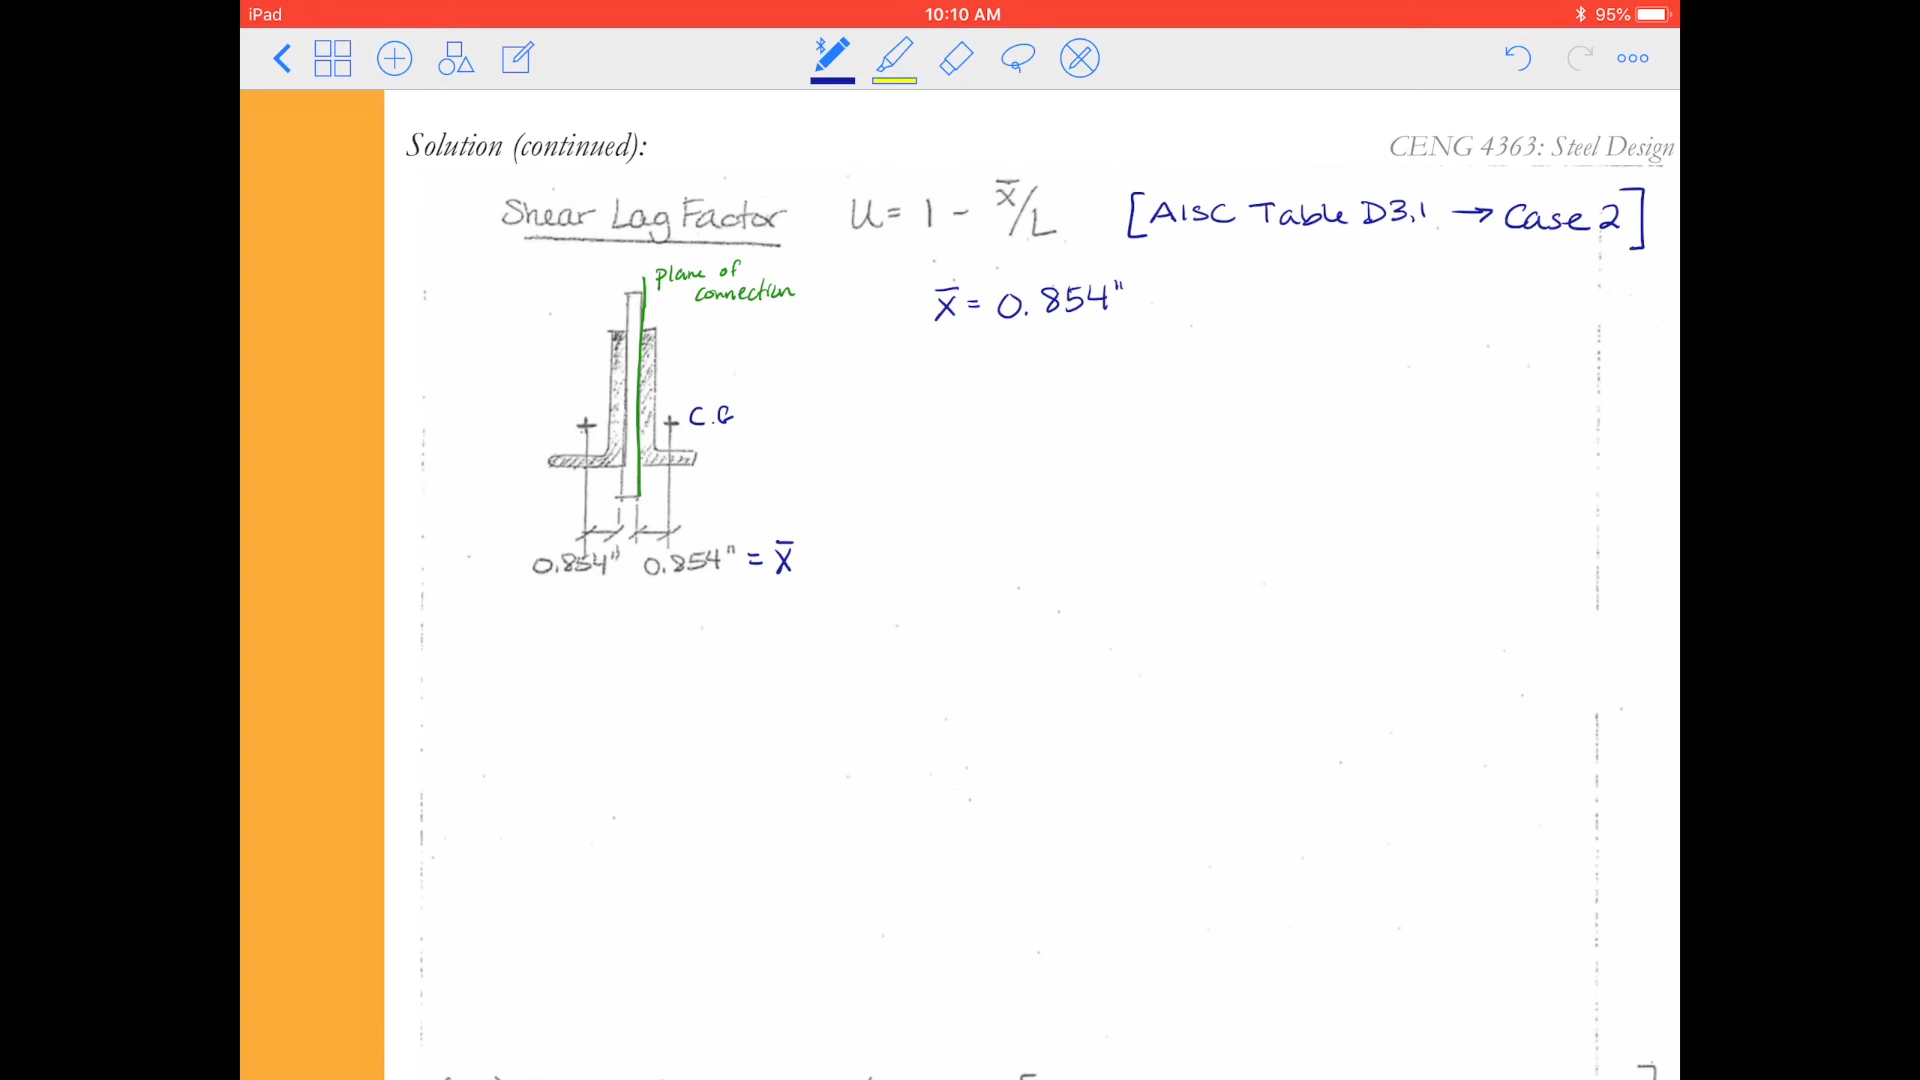 iPad
10:10 AM
95%
Solution (continued):
CENG 4363: Steel Design
Shear Lag Factor U = 1 - x̄/L [AISC Table D3.1 → Case 2]
plane of
connection
x̄ = 0.854"
C.G
0.854" 0.854" = x̄